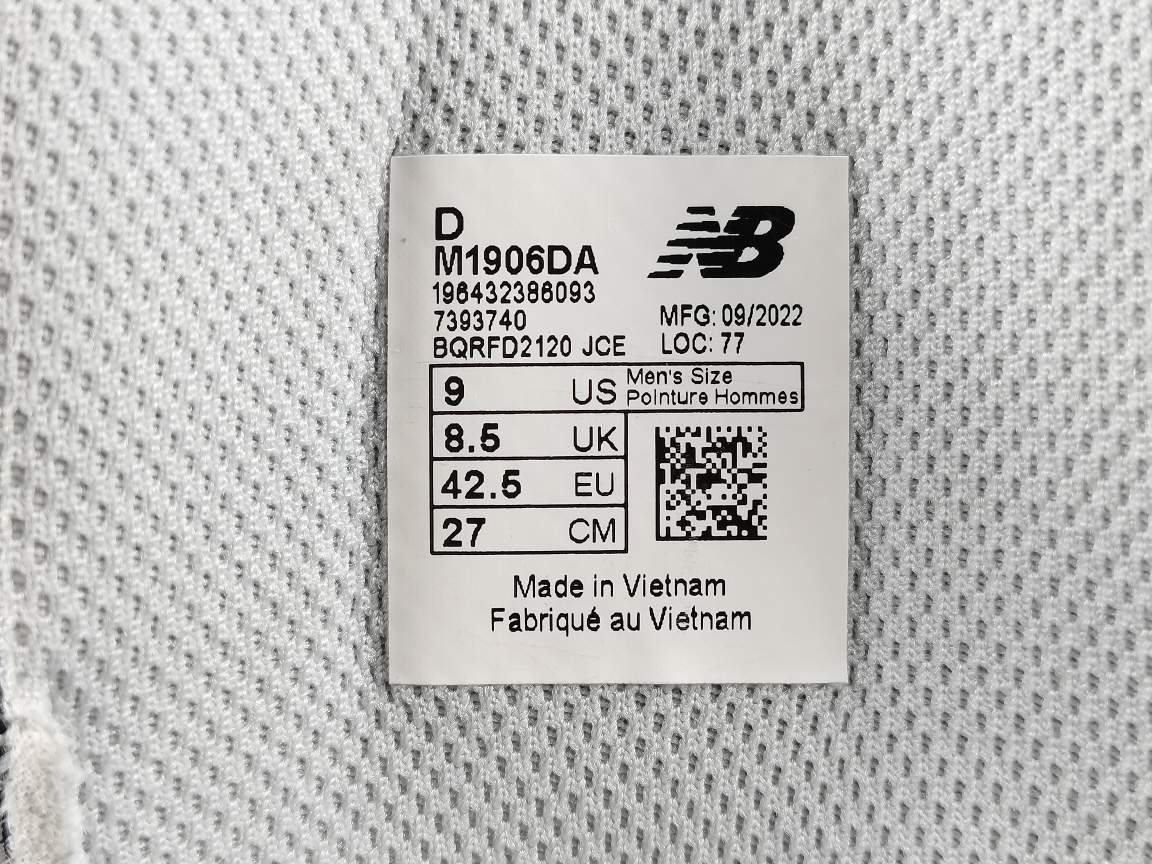 D
M1906DA
196432386093
7393740
BQRFD2120 JCE
NB
MFG: 09/2022
LOC: 77
9 US Men's Size
Pointure Hommes
8.5 UK
42.5 EU
27 CM
Made in Vietnam
Fabriqué au Vietnam